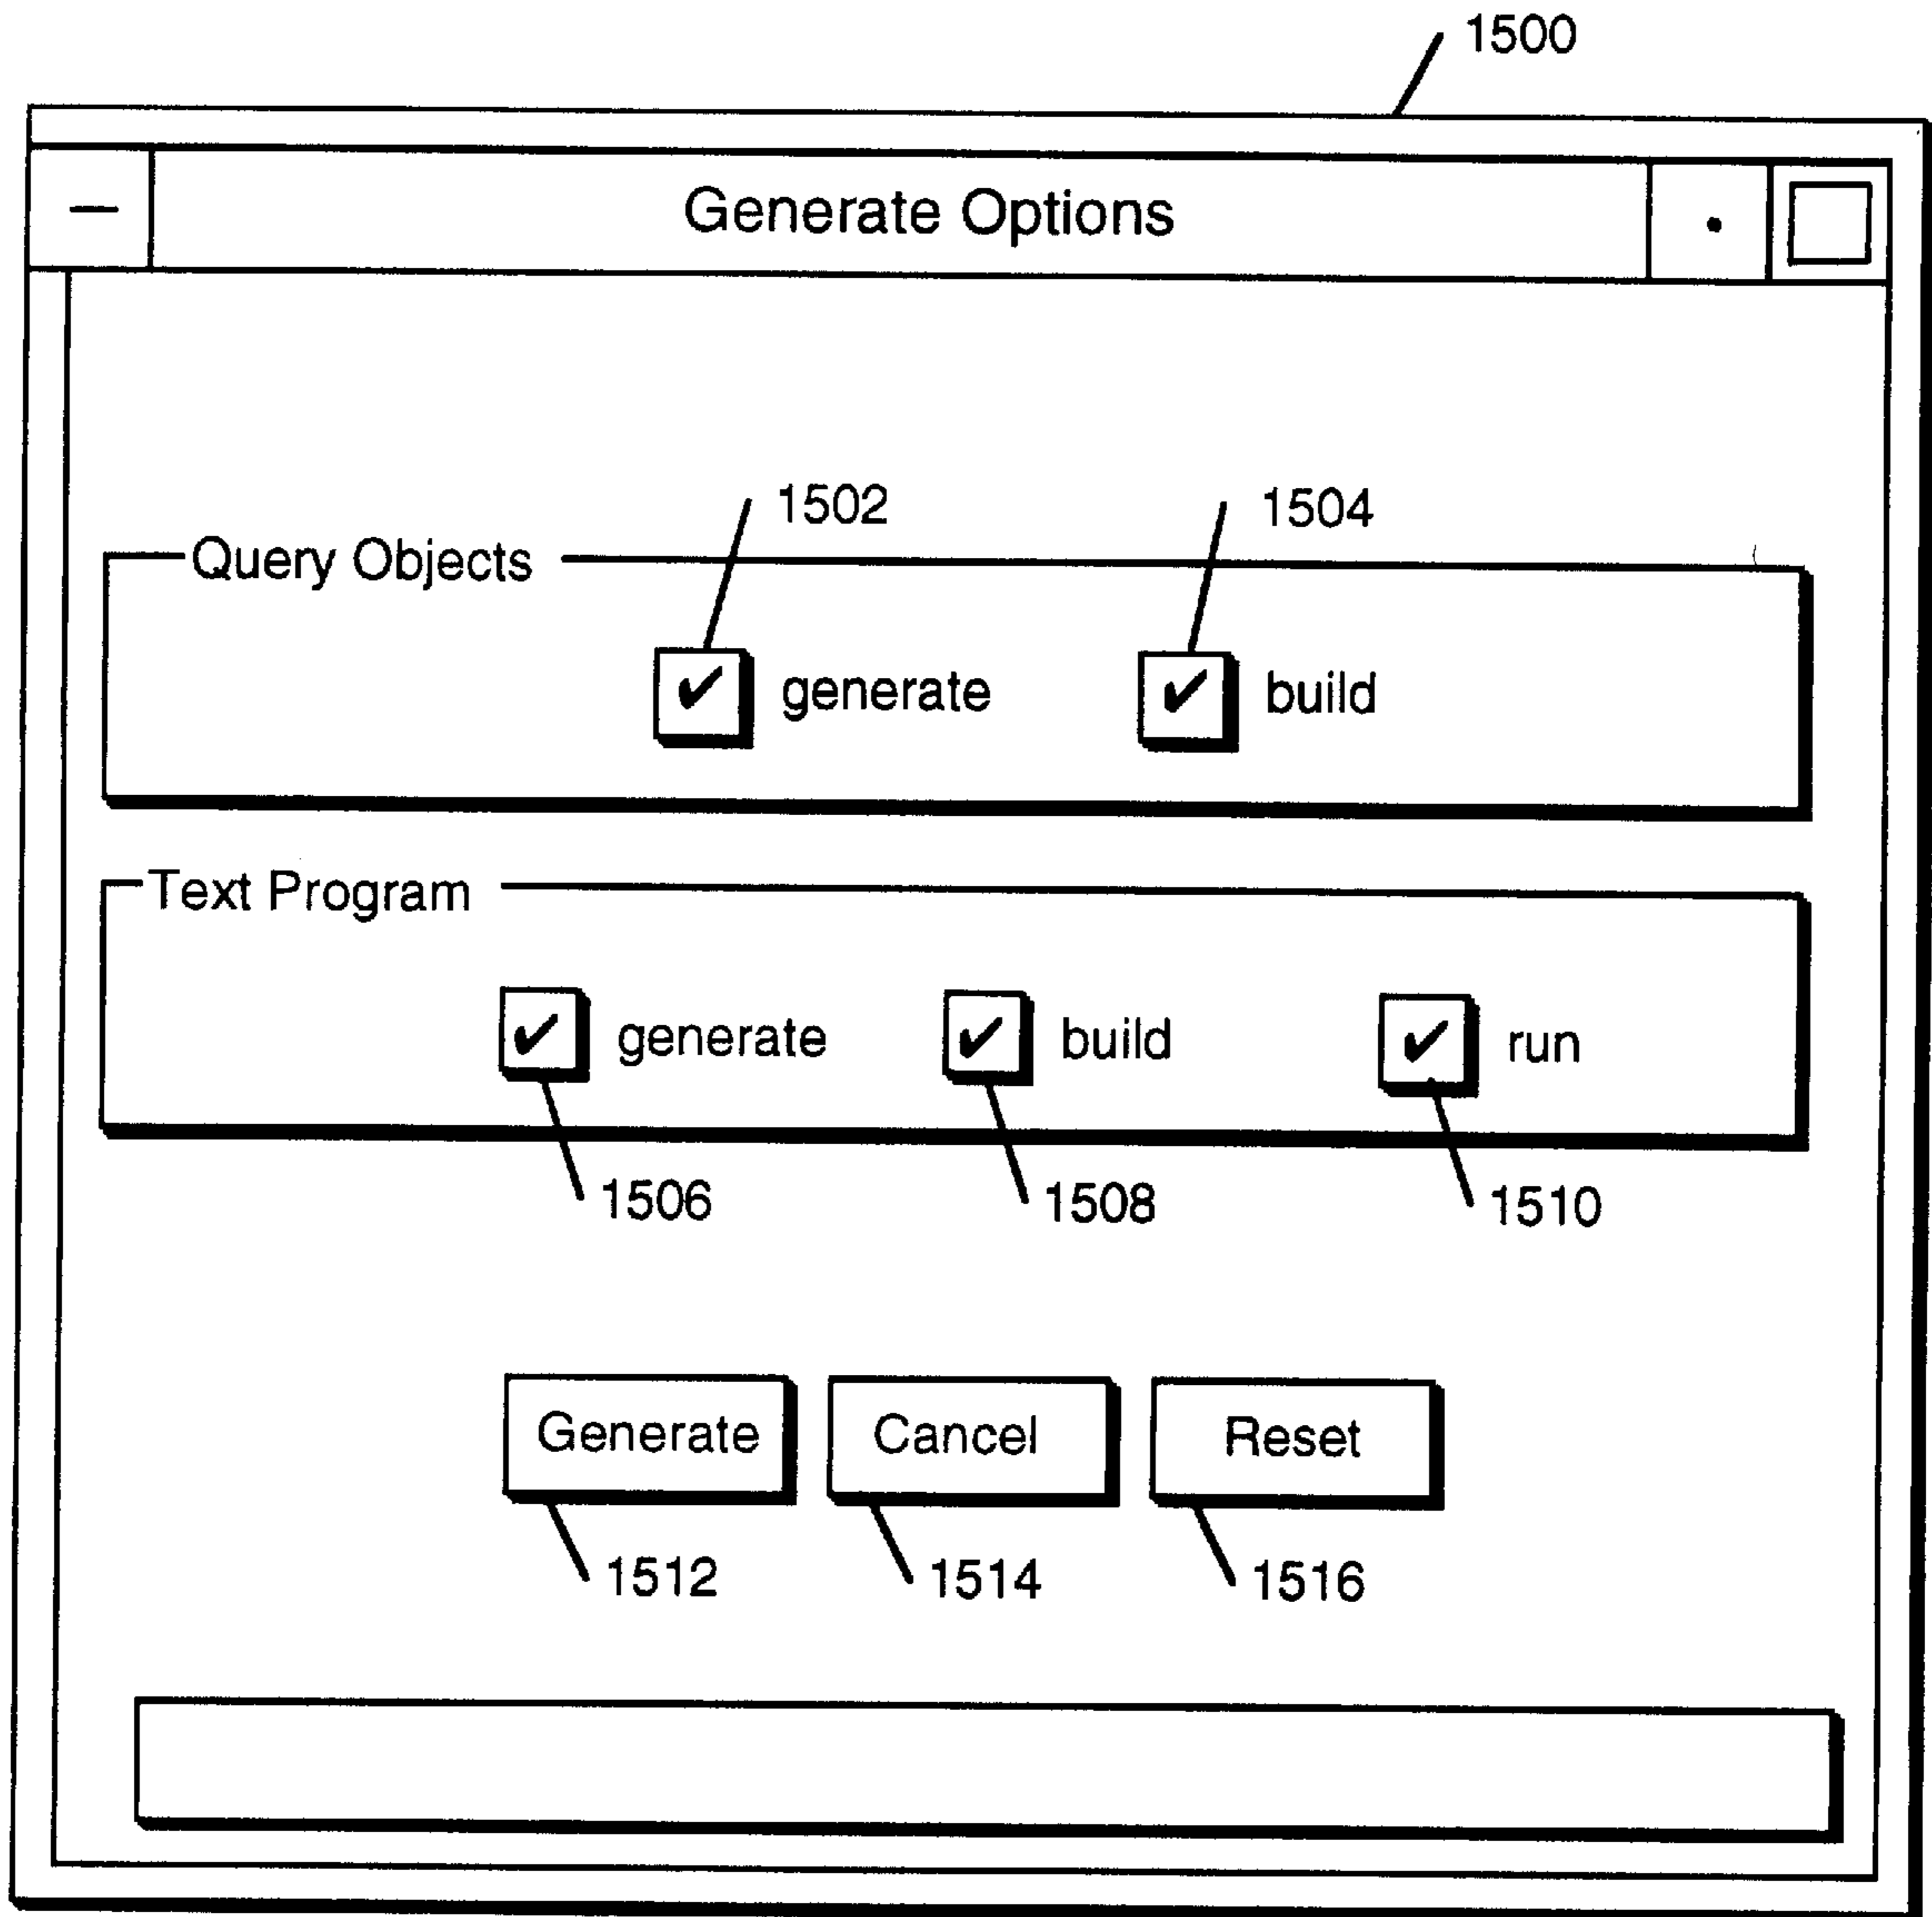 1500
Generate Options
1502 1504
Query Objects
generate build
Text Program
generate build run
1506 1508 1510
Generate Cancel Reset
1512 1514 1516